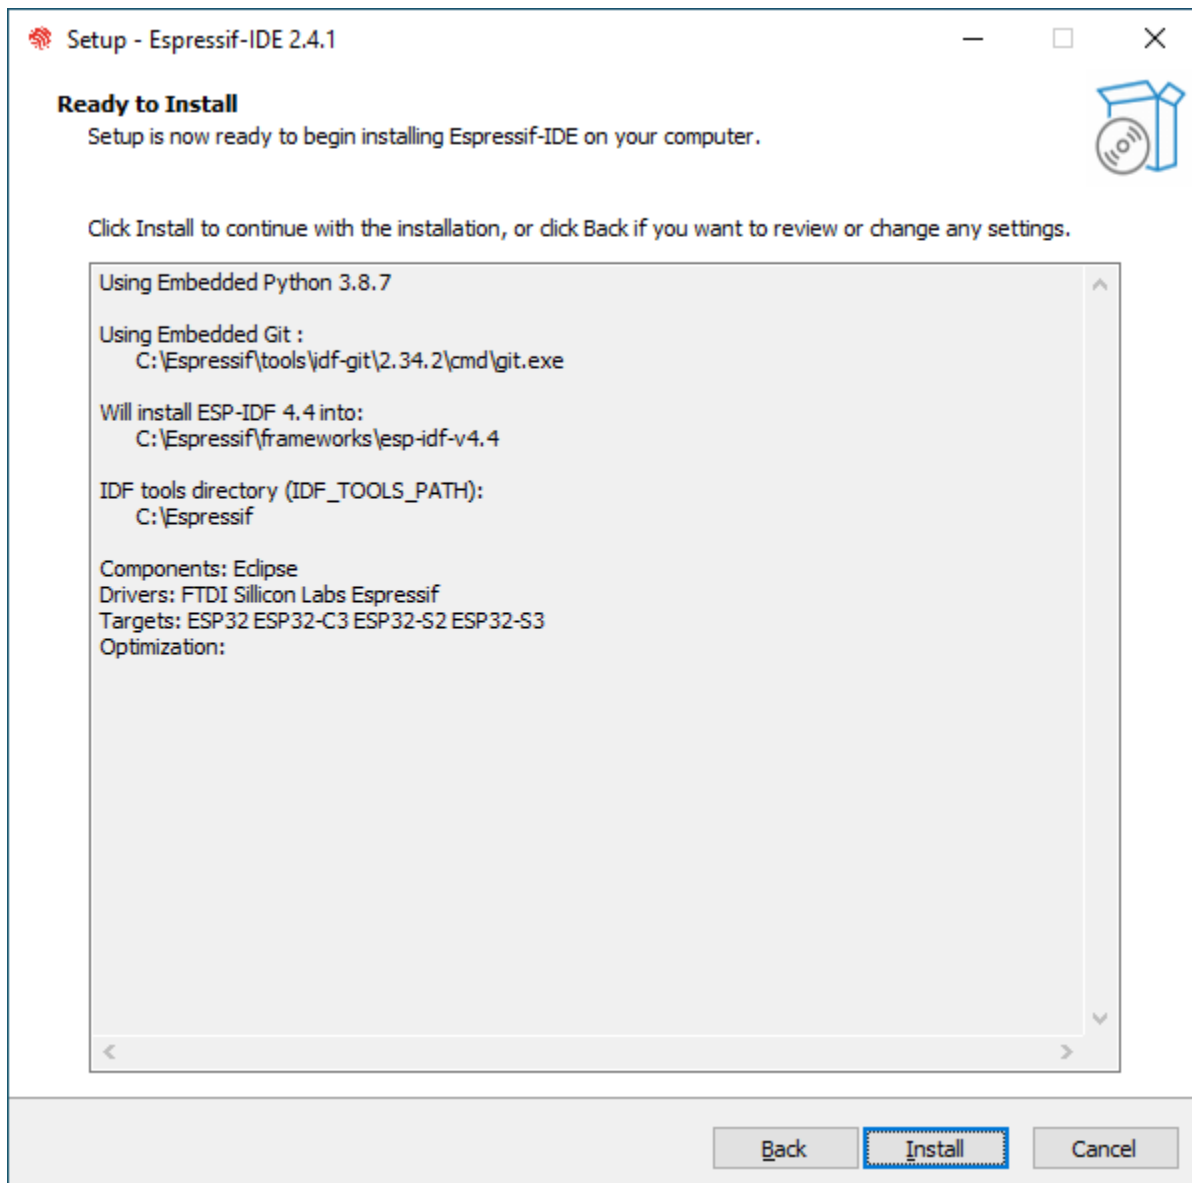 Setup - Espressif-IDE 2.4.1
Ready to Install
Setup is now ready to begin installing Espressif-IDE on your computer.
Click Install to continue with the installation, or click Back if you want to review or change any settings.
Using Embedded Python 3.8.7
Using Embedded Git :
C:\Espressif\tools\idf-git\2.34.2\cmd\git.exe
Will install ESP-IDF 4.4 into:
C:\Espressif\frameworks\esp-idf-v4.4
IDF tools directory (IDF_TOOLS_PATH):
C:\Espressif
Components: Eclipse
Drivers: FTDI Sillicon Labs Espressif
Targets: ESP32 ESP32-C3 ESP32-S2 ESP32-S3
Optimization:
Back Install Cancel